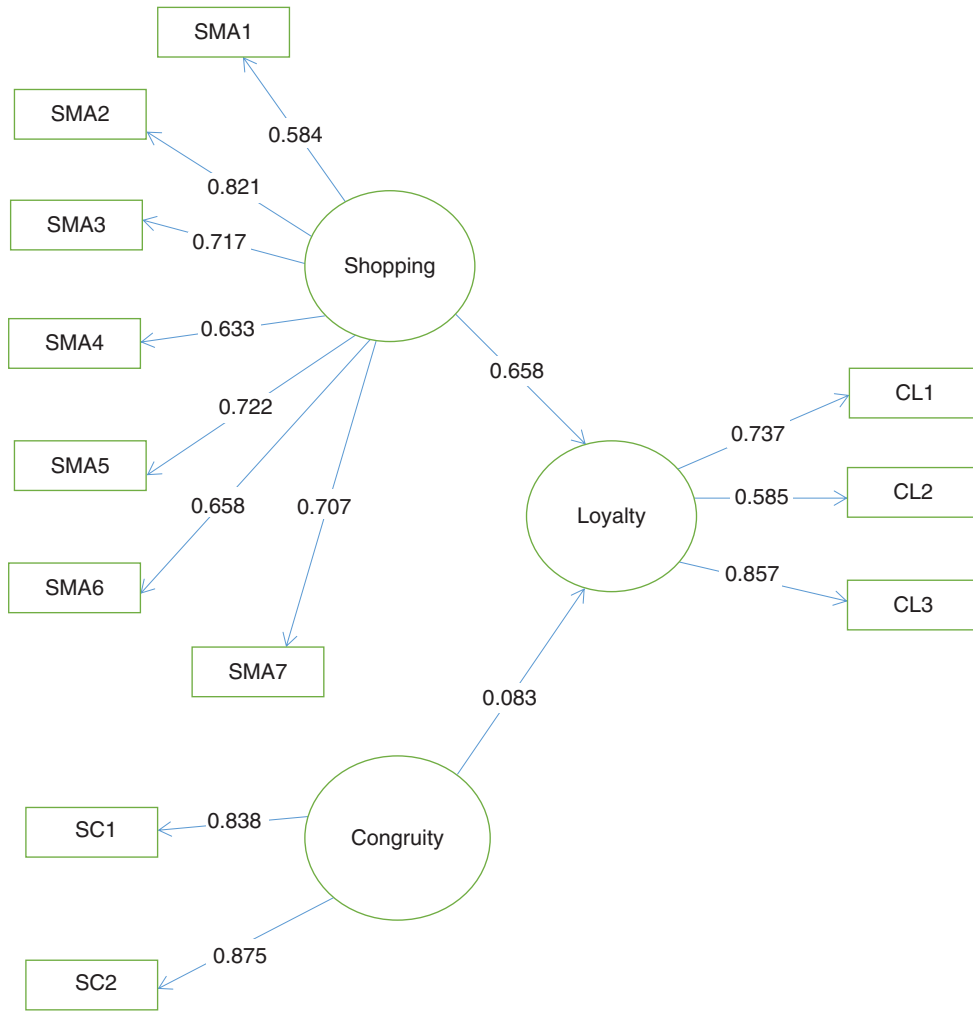 SMA1
SMA2
0.584
0.821
SMA3
0.717
Shopping
SMA4
0.633
0.658
CL1
0.722
0.737
SMA5
CL2
0.585
0.658
0.707
Loyalty
0.857
SMA6
CL3
SMA7
0.083
SC1
0.838
Congruity
0.875
SC2